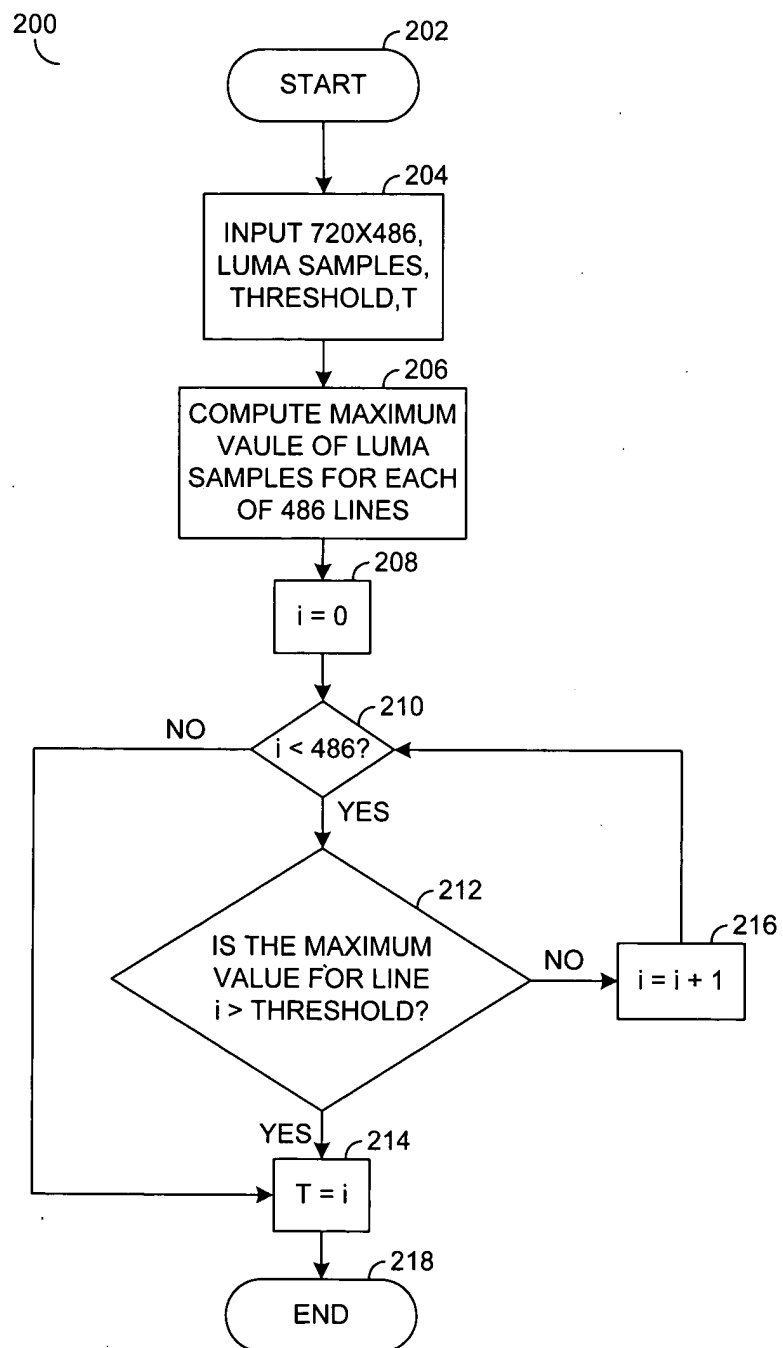 200
202
START
204
INPUT 720X486,
LUMA SAMPLES,
THRESHOLD,T
206
COMPUTE MAXIMUM
VAULE OF LUMA
SAMPLES FOR EACH
OF 486 LINES
208
i = 0
210
NO
i < 486?
YES
212
IS THE MAXIMUM
VALUE FOR LINE
i > THRESHOLD?
NO
216
i = i + 1
YES
214
T = i
218
END